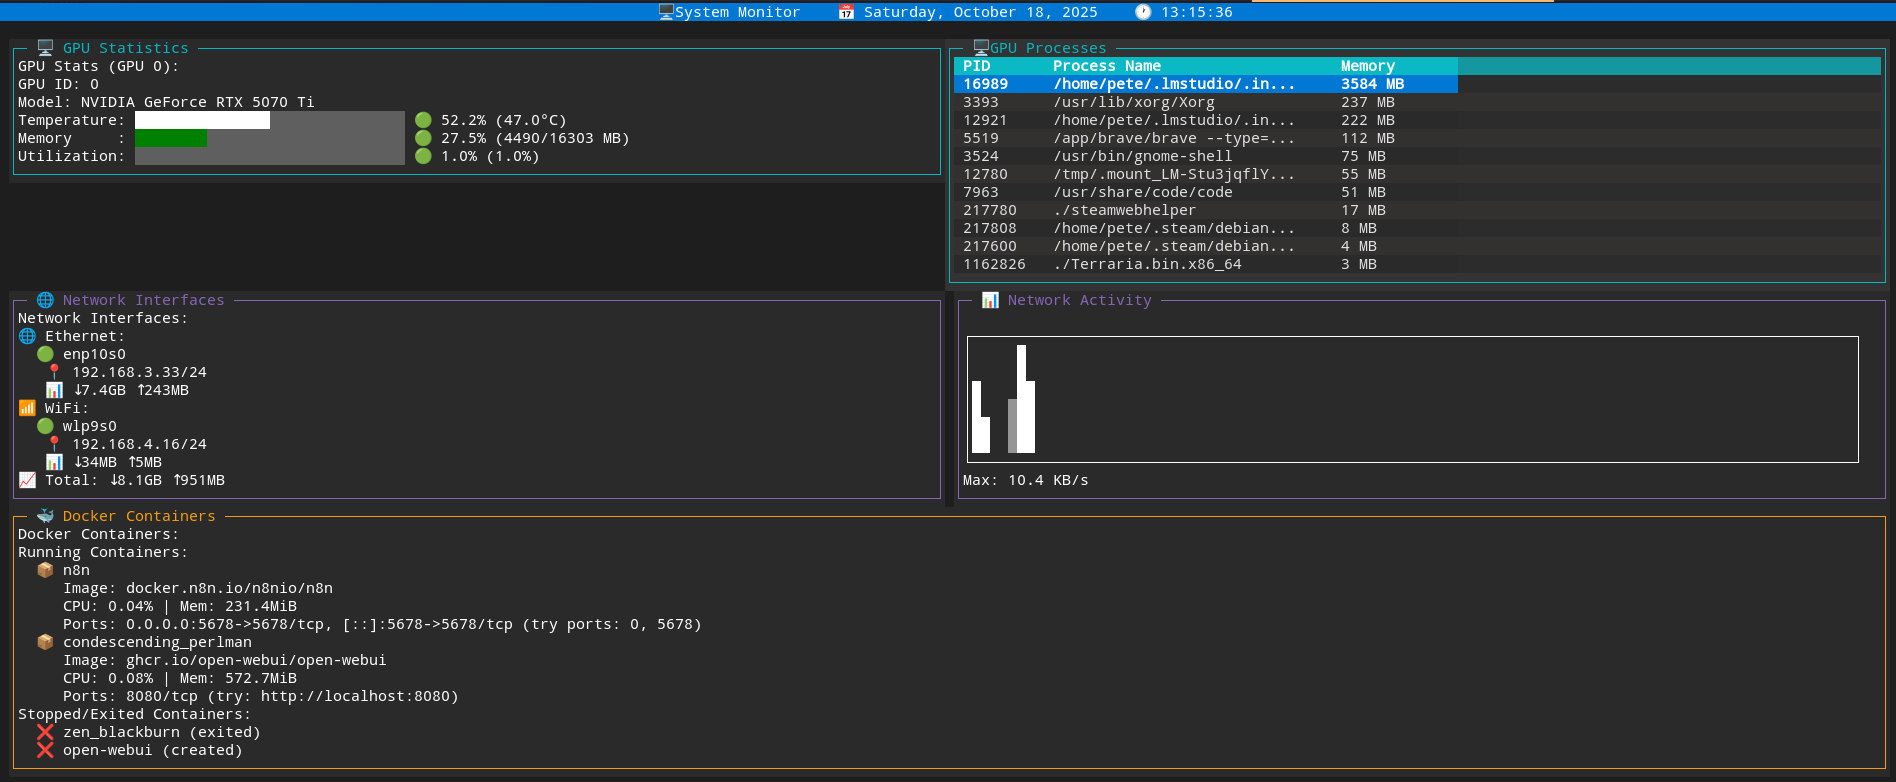 System Monitor Saturday, October 18, 2025 13:15:36
GPU Statistics
GPU Stats (GPU 0):
GPU ID: 0
Model: NVIDIA GeForce RTX 5070 Ti
Temperature: 52.2% (47.0°C)
Memory : 27.5% (4490/16303 MB)
Utilization: 1.0% (1.0%)
GPU Processes
PID Process Name Memory
16989 /home/pete/.lmstudio/.in... 3584 MB
3393 /usr/lib/xorg/Xorg 237 MB
12921 /home/pete/.lmstudio/.in... 222 MB
5519 /app/brave/brave --type=... 112 MB
3524 /usr/bin/gnome-shell 75 MB
12780 /tmp/.mount_LM-Stu3jqflY... 55 MB
7963 /usr/share/code/code 51 MB
217780 ./steamwebhelper 17 MB
217808 /home/pete/.steam/debian... 8 MB
217600 /home/pete/.steam/debian... 4 MB
1162826 ./Terraria.bin.x86_64 3 MB
Network Interfaces
Network Interfaces:
Ethernet:
enp10s0
192.168.3.33/24
↓7.4GB ↑243MB
WiFi:
wlp9s0
192.168.4.16/24
↓34MB ↑5MB
Total: ↓8.1GB ↑951MB
Network Activity
Max: 10.4 KB/s
Docker Containers
Docker Containers:
Running Containers:
n8n
Image: docker.n8n.io/n8nio/n8n
CPU: 0.04% | Mem: 231.4MiB
Ports: 0.0.0.0:5678->5678/tcp, [::]:5678->5678/tcp (try ports: 0, 5678)
condescending_perlman
Image: ghcr.io/open-webui/open-webui
CPU: 0.08% | Mem: 572.7MiB
Ports: 8080/tcp (try: http://localhost:8080)
Stopped/Exited Containers:
zen_blackburn (exited)
open-webui (created)